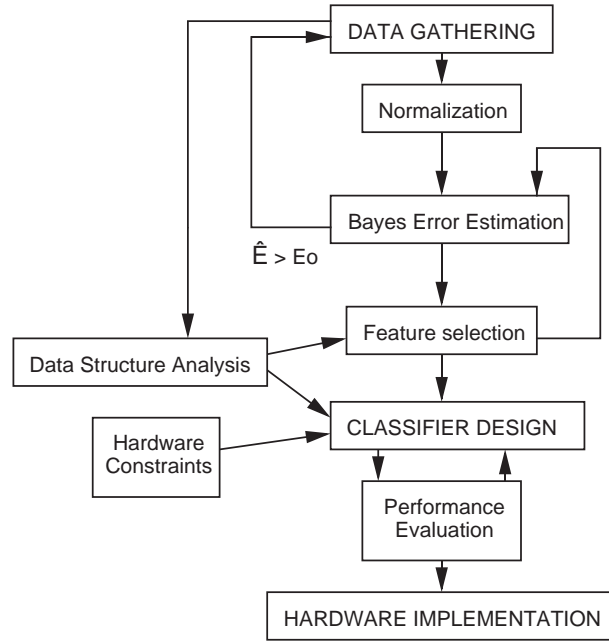 DATA GATHERING
Normalization
Bayes Error Estimation
Ê > Eo
Feature selection
Data Structure Analysis
CLASSIFIER DESIGN
Hardware
Constraints
Performance
Evaluation
HARDWARE IMPLEMENTATION